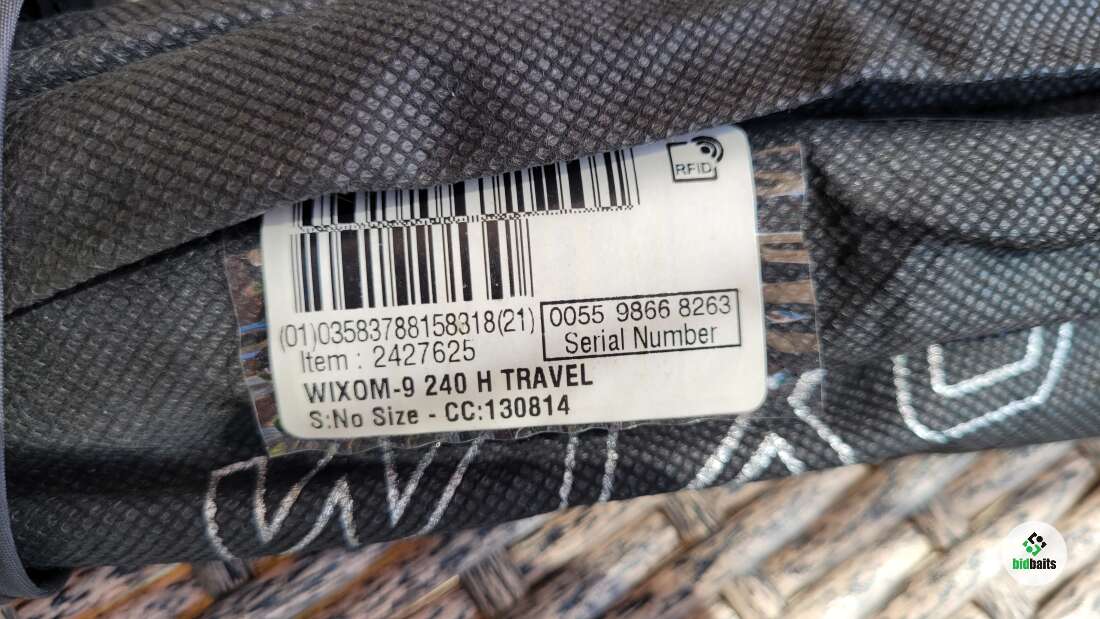 RFID
(01)03583788158318(21)
0055 9866 8263
Serial Number
Item : 2427625
WIXOM-9 240 H TRAVEL
S:No Size - CC:130814
WIXO
bidbaits